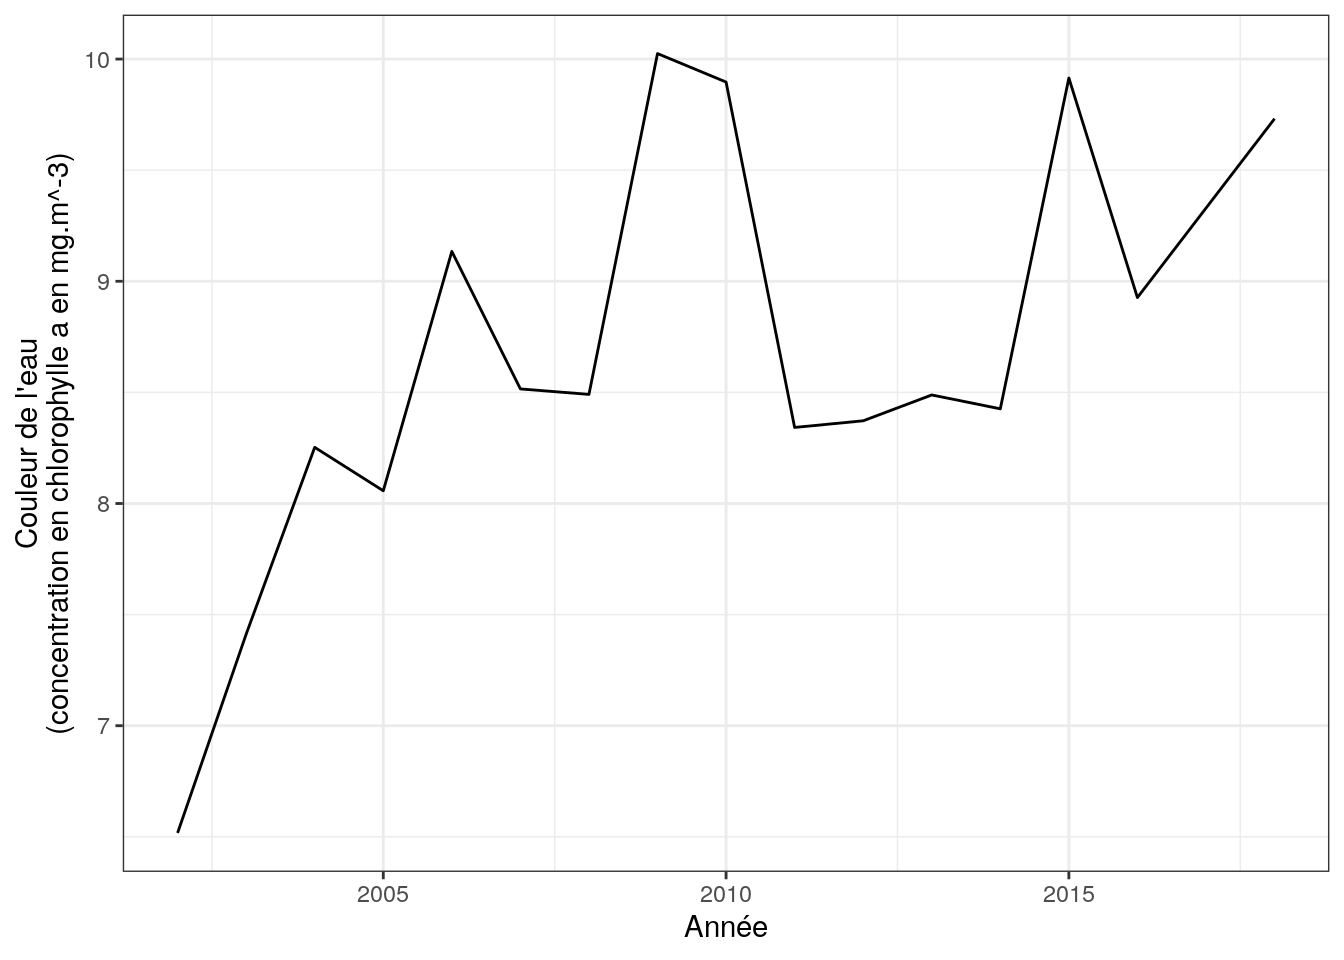 Couleur de l'eau
(concentration en chlorophylle a en mg.m^-3)
10
9
8
7
2005
2010
2015
Année